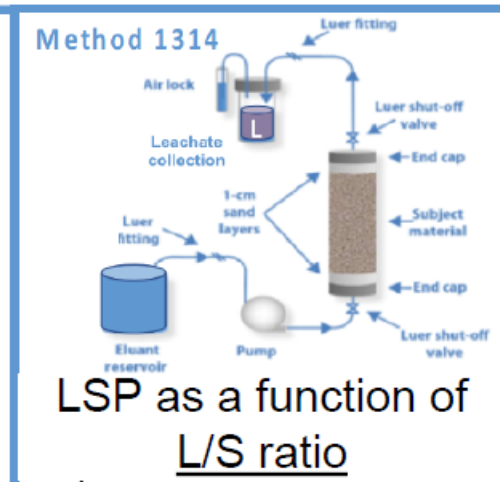 Method 1314
Luer fitting
Air lock
Luer shut-off
valve
L
Leachate
collection
End cap
1-cm
sand
layers
Subject
material
Luer
fitting
End cap
Eluant
reservoir
Pump
Luer shut-off
valve
LSP as a function of
L/S ratio